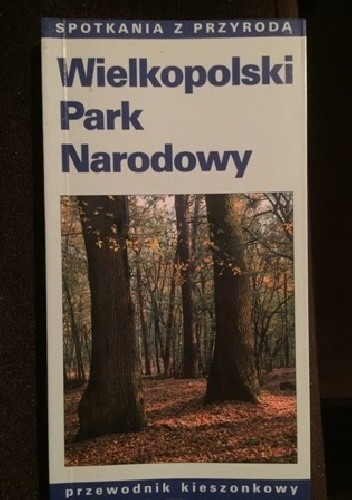 SPOTKANIA Z PRZYRODĄ
Wielkopolski
Park
Narodowy
przewodnik kieszonkowy